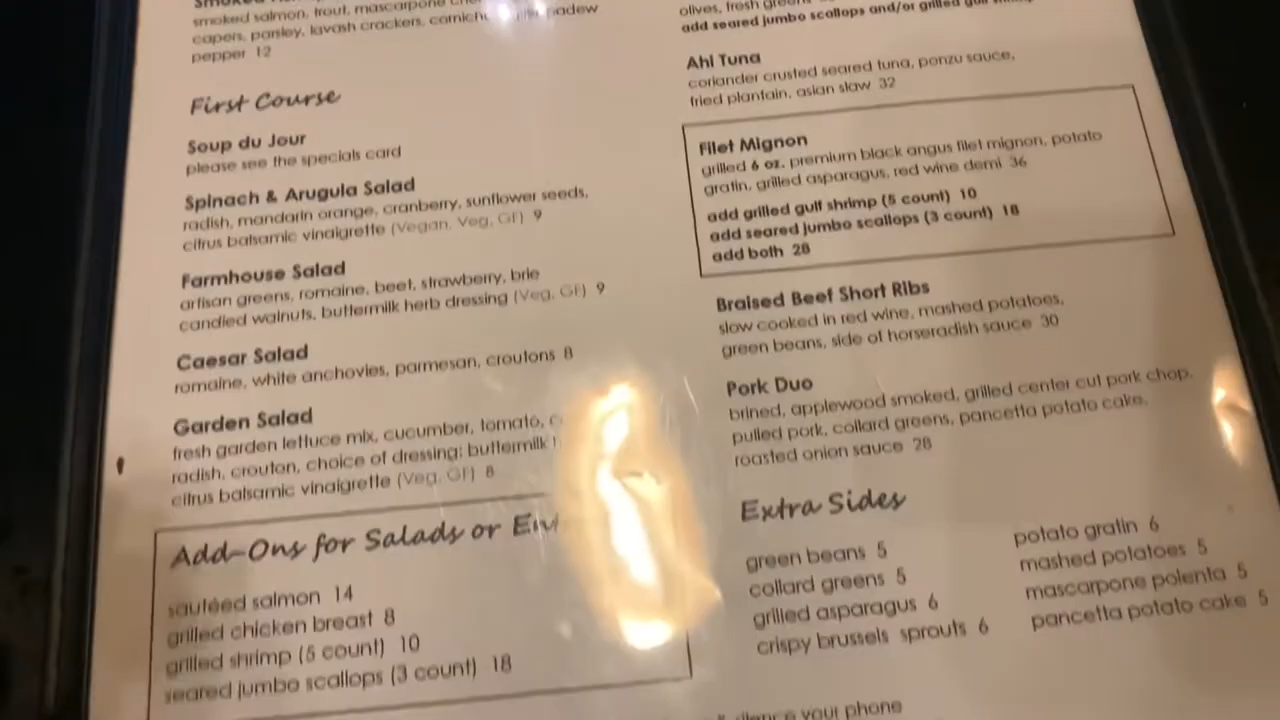 smoked salmon, trout, mascarpone
capers, parsley, lavash crackers,
pepper 12
First Course
Soup du Jour
please see the specials card
Spinach & Arugula Salad
radish, mandarin orange, cranberry, sunflower seeds,
citrus balsamic vinaigrette (Vegan, Veg, GF) 9
Farmhouse Salad
artisan greens, romaine, beet, strawberry, brie
candied walnuts, buttermilk herb dressing (Veg, GF) 9
Caesar Salad
romaine, white anchovies, parmesan, croutons 8
Garden Salad
fresh garden lettuce mix, cucumber, tomato,
radish, crouton, choice of dressing: buttermilk
citrus balsamic vinaigrette (Veg, GF) 8
Add-Ons for Salads or
sautéed salmon 14
grilled chicken breast 8
grilled shrimp (5 count) 10
seared jumbo scallops (3 count) 18
olives, fresh
add seared jumbo scallops and/or grilled gulf
Ahi Tuna
coriander crusted seared tuna, ponzu sauce,
fried plantain, asian slaw 32
Filet Mignon
grilled 6 oz. premium black angus filet mignon, potato
gratin, grilled asparagus, red wine demi 36
add grilled gulf shrimp (5 count) 10
add seared jumbo scallops (3 count) 18
add both 28
Braised Beef Short Ribs
slow cooked in red wine, mashed potatoes,
green beans, side of horseradish sauce 30
Pork Duo
brined, applewood smoked, grilled center cut pork chop,
pulled pork, collard greens, pancetta potato cake,
roasted onion sauce 28
Extra Sides
green beans 5
collard greens 5
grilled asparagus 6
crispy brussels sprouts 6
potato gratin 6
mashed potatoes 5
mascarpone polenta 5
pancetta potato cake 5
your phone